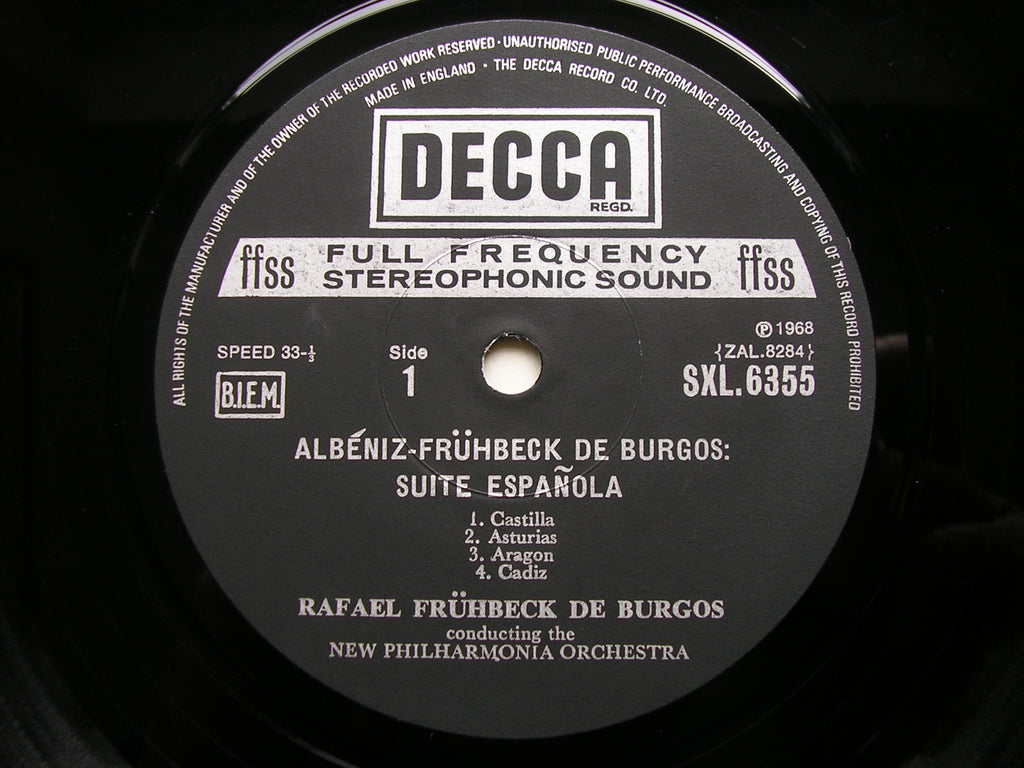 ALL RIGHTS OF THE MANUFACTURER AND OF THE OWNER OF THE RECORDED WORK RESERVED · UNAUTHORISED PUBLIC PERFORMANCE BROADCASTING AND COPYING OF THIS RECORD PROHIBITED
MADE IN ENGLAND · THE DECCA RECORD CO. LTD.
DECCA
REGD.
ffss FULL FREQUENCY STEREOPHONIC SOUND ffss
℗ 1968
SPEED 33-⅓ Side {ZAL.8284}
B.I.E.M. 1 SXL.6355
ALBÉNIZ-FRÜHBECK DE BURGOS:
SUITE ESPAÑOLA
1. Castilla
2. Asturias
3. Aragon
4. Cadiz
RAFAEL FRÜHBECK DE BURGOS
conducting the
NEW PHILHARMONIA ORCHESTRA